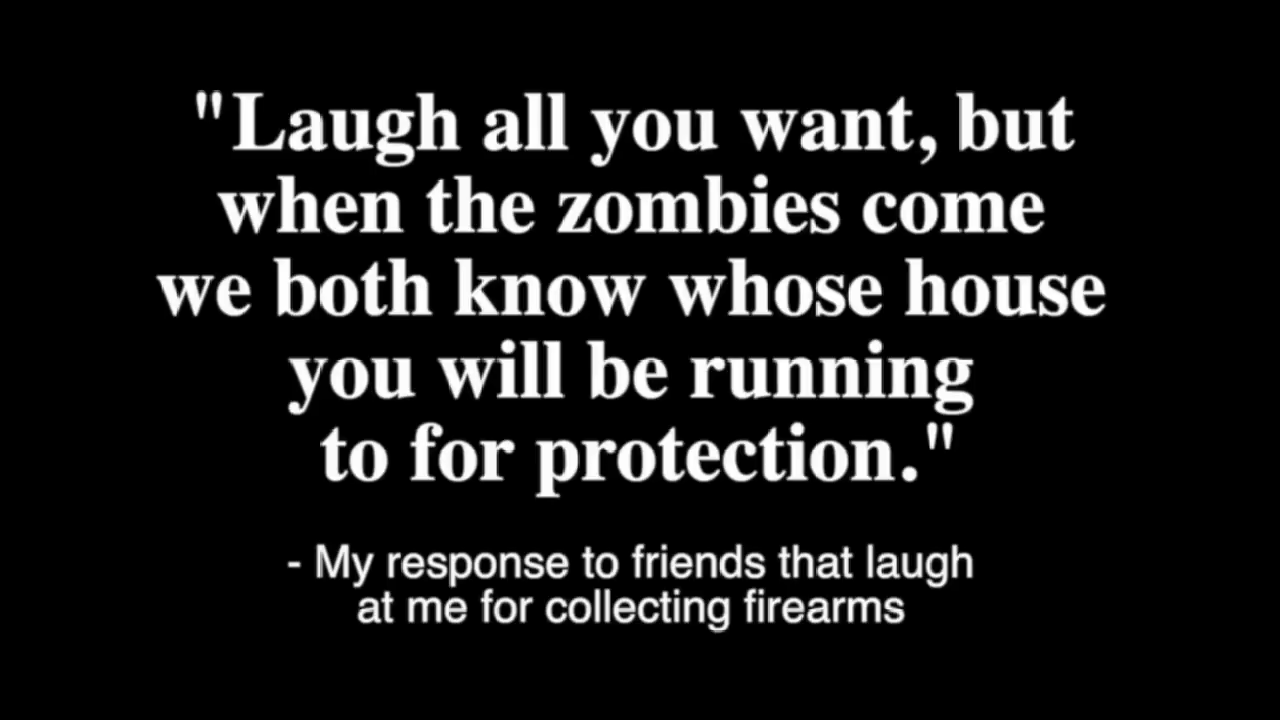 "Laugh all you want, but
when the zombies come
we both know whose house
you will be running
to for protection."
- My response to friends that laugh
at me for collecting firearms